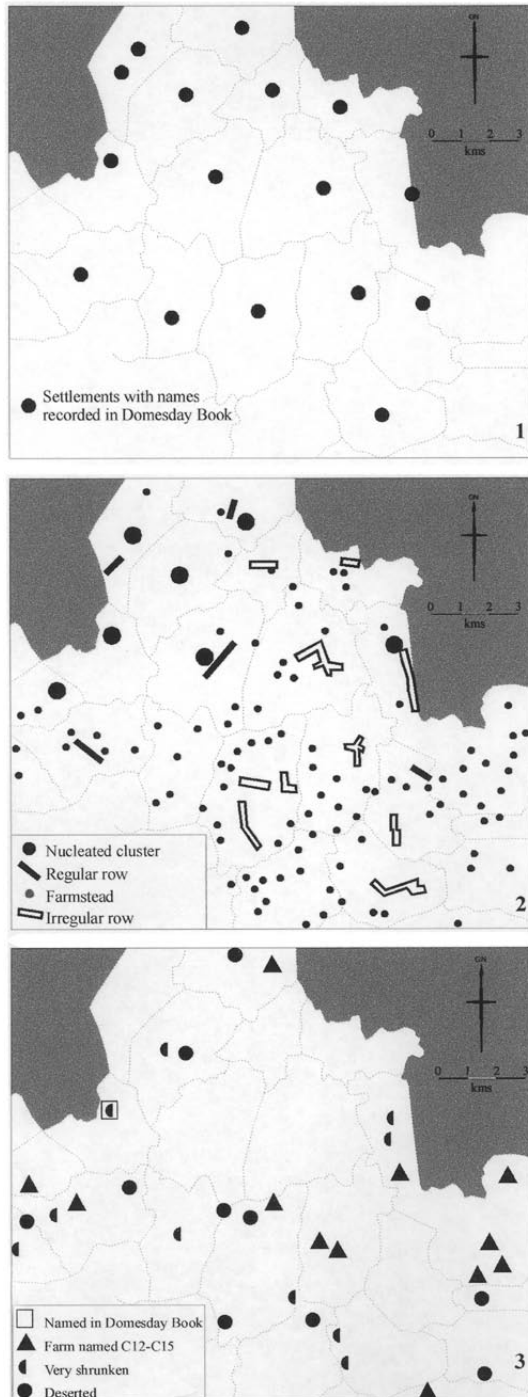 GN
0 1 2 3
kms
Settlements with names
recorded in Domesday Book
1
GN
0 1 2 3
kms
Nucleated cluster
Regular row
Farmstead
Irregular row
2
GN
0 1 2 3
kms
Named in Domesday Book
Farm named C12-C15
Very shrunken
Deserted
3